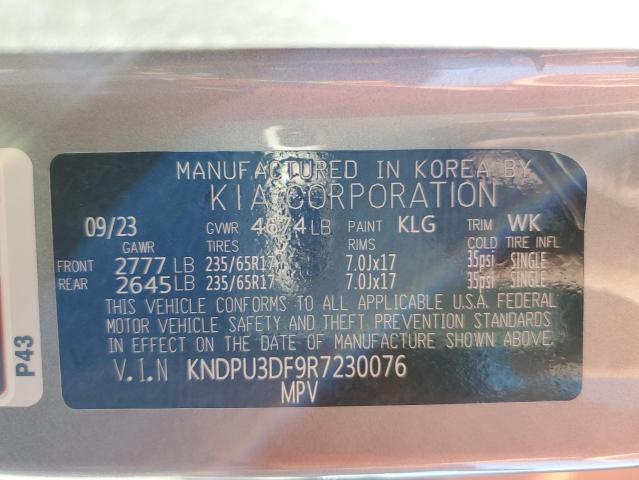 MANUFACTURED IN KOREA BY
KIA CORPORATION
09/23 GVWR 4674 LB PAINT KLG TRIM WK
GAWR TIRES RIMS COLD TIRE INFL
FRONT 2777 LB 235/65R17 7.0Jx17 35psi SINGLE
REAR 2645 LB 235/65R17 7.0Jx17 35psi SINGLE
THIS VEHICLE CONFORMS TO ALL APPLICABLE U.S.A. FEDERAL
MOTOR VEHICLE SAFETY AND THEFT PREVENTION STANDARDS
IN EFFECT ON THE DATE OF MANUFACTURE SHOWN ABOVE.
V.I.N KNDPU3DF9R7230076
MPV
P43